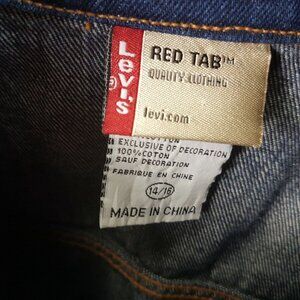 Levi's®
RED TAB™
QUALITY CLOTHING
levi.com
EXCLUSIVE OF DECORATION
100%COTON
SAUF DECORATION
FABRIQUE EN CHINE
14/16
MADE IN CHINA